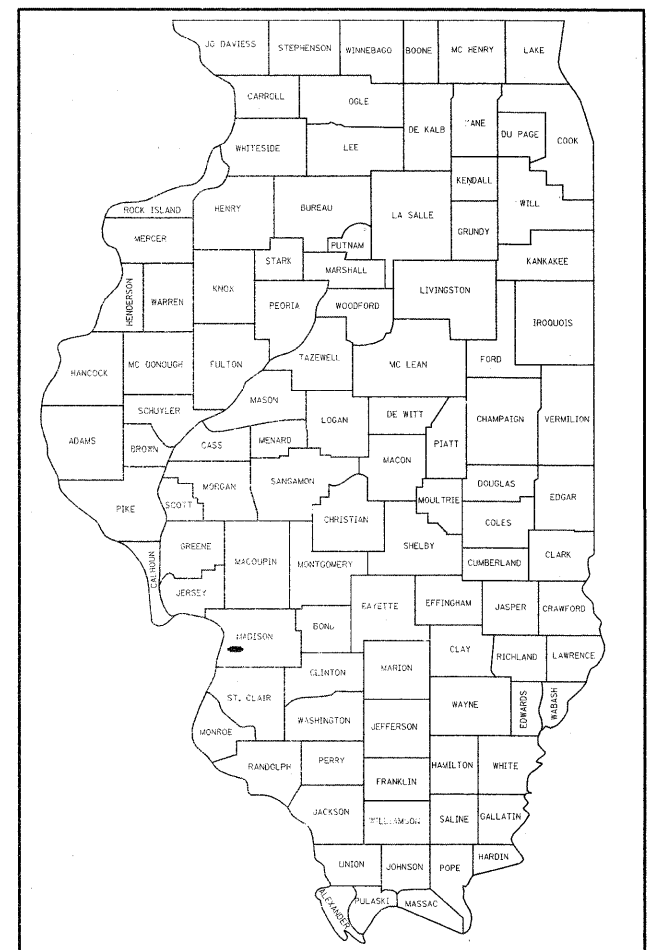 JO DAVIESS
STEPHENSON
WINNEBAGO
BOONE
MC HENRY
LAKE
CARROLL
OGLE
DE KALB
KANE
DU PAGE
COOK
WHITESIDE
LEE
KENDALL
WILL
ROCK ISLAND
HENRY
BUREAU
LA SALLE
GRUNDY
MERCER
PUTNAM
STARK
MARSHALL
KANKAKEE
HENDERSON
WARREN
KNOX
PEORIA
WOODFORD
LIVINGSTON
IROQUOIS
HANCOCK
MC DONOUGH
FULTON
TAZEWELL
MC LEAN
FORD
MASON
SCHUYLER
LOGAN
DE WITT
CHAMPAIGN
VERMILION
ADAMS
BROWN
CASS
MENARD
PIATT
MACON
MORGAN
SANGAMON
DOUGLAS
EDGAR
PIKE
SCOTT
CHRISTIAN
MOULTRIE
COLES
GREENE
MACOUPIN
MONTGOMERY
SHELBY
CUMBERLAND
CLARK
CALHOUN
JERSEY
FAYETTE
EFFINGHAM
JASPER
CRAWFORD
MADISON
BOND
CLAY
RICHLAND
LAWRENCE
CLINTON
MARION
ST. CLAIR
WAYNE
EDWARDS
WABASH
MONROE
WASHINGTON
JEFFERSON
RANDOLPH
PERRY
HAMILTON
WHITE
FRANKLIN
JACKSON
WILLIAMSON
SALINE
GALLATIN
UNION
JOHNSON
POPE
HARDIN
ALEXANDER
PULASKI
MASSAC